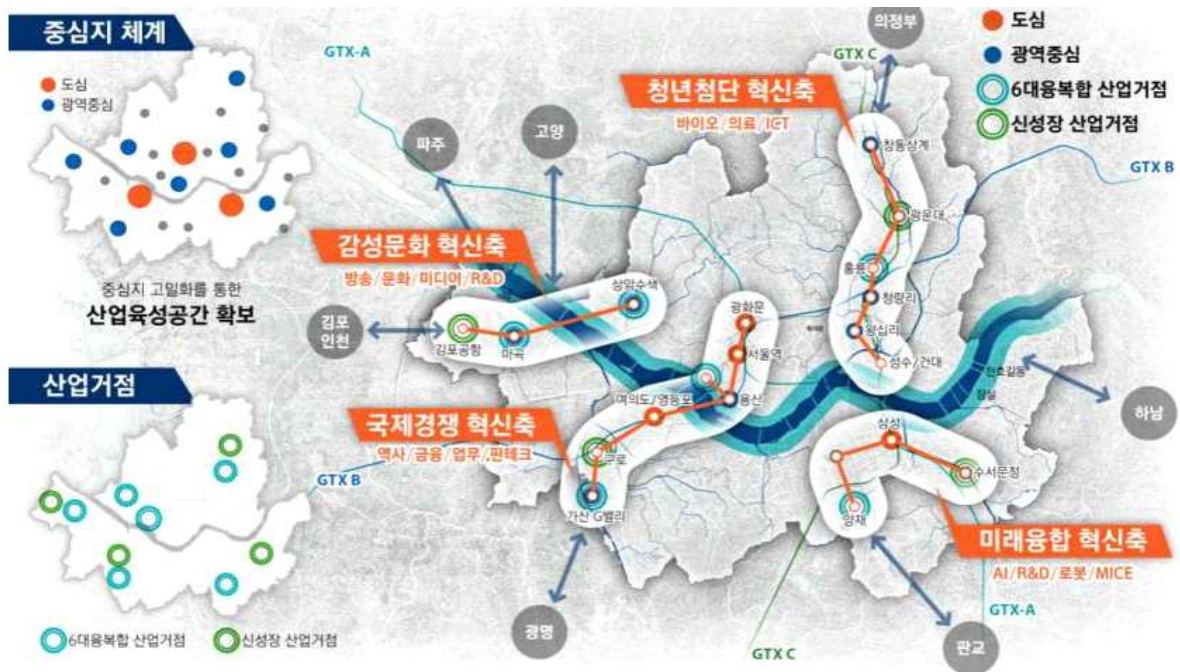 중심지 체계
도심
광역중심
중심지 고밀화를 통한
산업육성공간 확보
산업거점
6대융복합 산업거점
신성장 산업거점
GTX-A
GTX C
의정부
도심
광역중심
6대융복합 산업거점
신성장 산업거점
청년첨단 혁신축
바이오/의료/ICT
파주
고양
창동상계
GTX B
광운대
감성문화 혁신축
방송/문화/미디어/R&D
홍릉
상암수색
청량리
광화문
김포
인천
김포공항
마곡
왕십리
서울역
성수/건대
천호길동
잠실
여의도/영등포
용산
하남
국제경쟁 혁신축
역사/금융/업무/핀테크
삼성
구로
수서문정
GTX B
가산 G밸리
양재
미래융합 혁신축
AI/R&D/로봇/MICE
GTX-A
광명
판교
GTX C